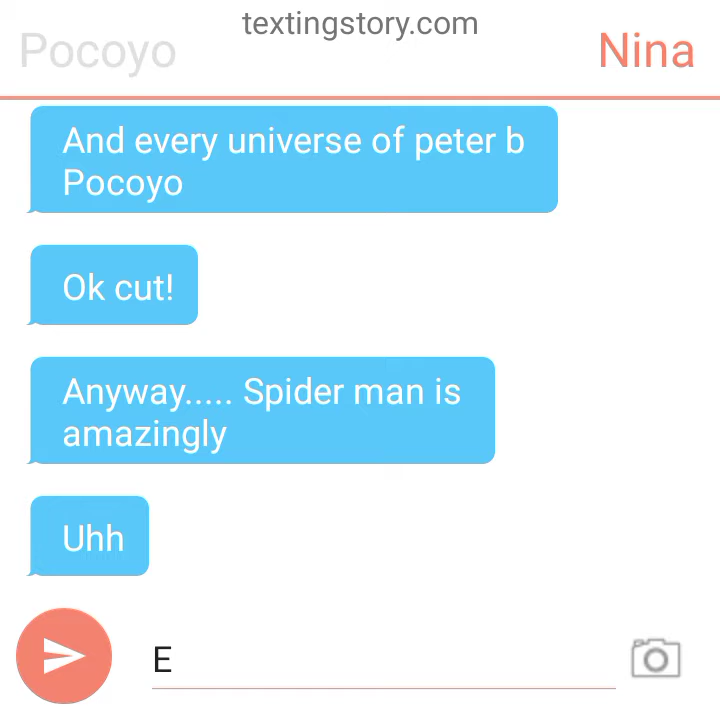 textingstory.com
Pocoyo
Nina
And every universe of peter b
Pocoyo
Ok cut!
Anyway..... Spider man is
amazingly
Uhh
E